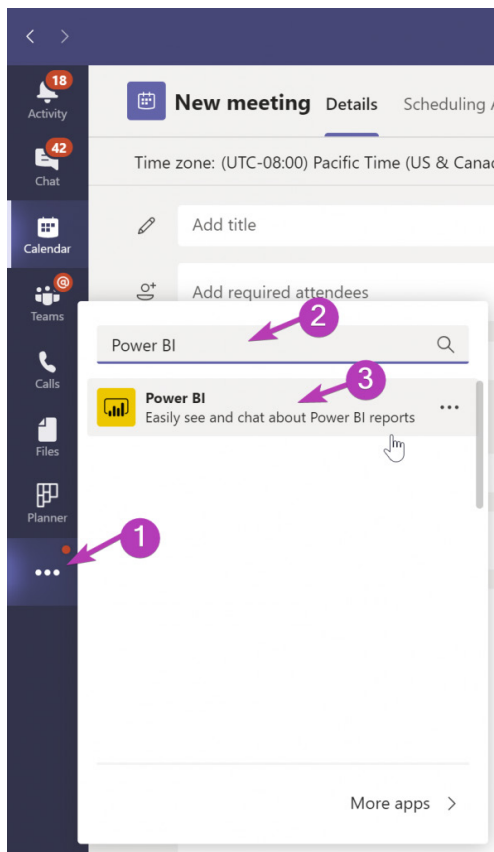 18
Activity
42
Chat
Calendar
@
Teams
Calls
Files
Planner
1
New meeting Details Scheduling
Time zone: (UTC-08:00) Pacific Time (US & Cana
Add title
Add required attendees
2
Power BI
3
Power BI
Easily see and chat about Power BI reports
More apps